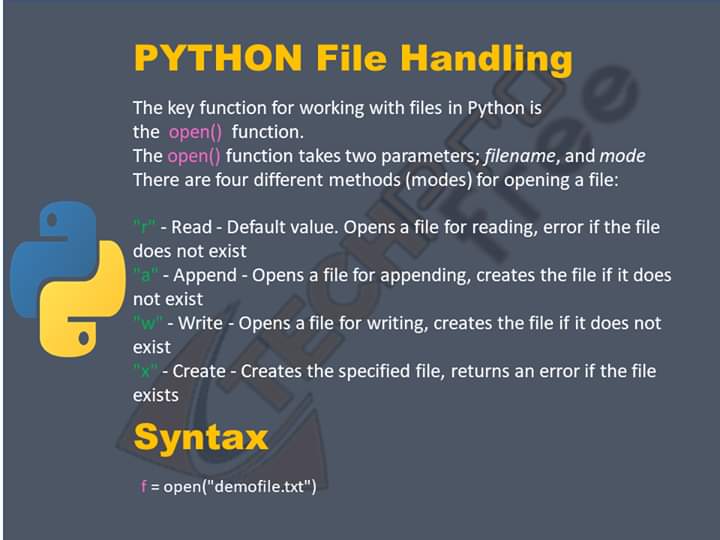 PYTHON File Handling
The key function for working with files in Python is
the open() function.
The open() function takes two parameters; filename, and mode
There are four different methods (modes) for opening a file:
"r" - Read - Default value. Opens a file for reading, error if the file
does not exist
"a" - Append - Opens a file for appending, creates the file if it does
not exist
"w" - Write - Opens a file for writing, creates the file if it does not
exist
"x" - Create - Creates the specified file, returns an error if the file
exists
Syntax
f = open("demofile.txt")
TECH2PRO
free